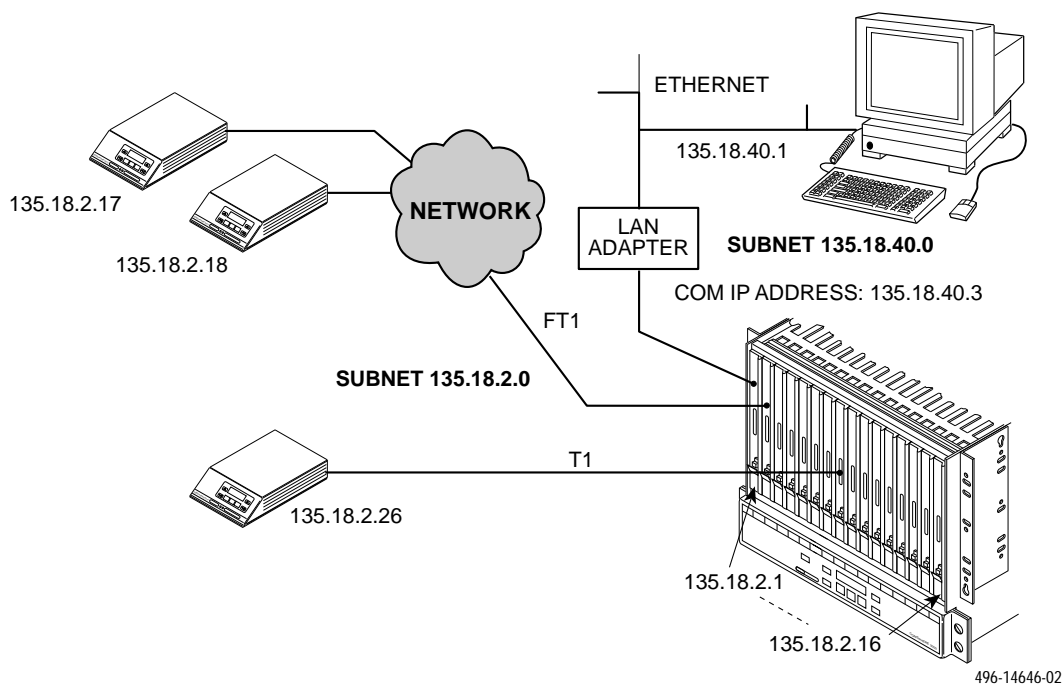 ETHERNET
135.18.40.1
135.18.2.17
135.18.2.18
NETWORK
LAN
ADAPTER
SUBNET 135.18.40.0
COM IP ADDRESS: 135.18.40.3
FT1
SUBNET 135.18.2.0
T1
135.18.2.26
135.18.2.1
135.18.2.16
496-14646-02